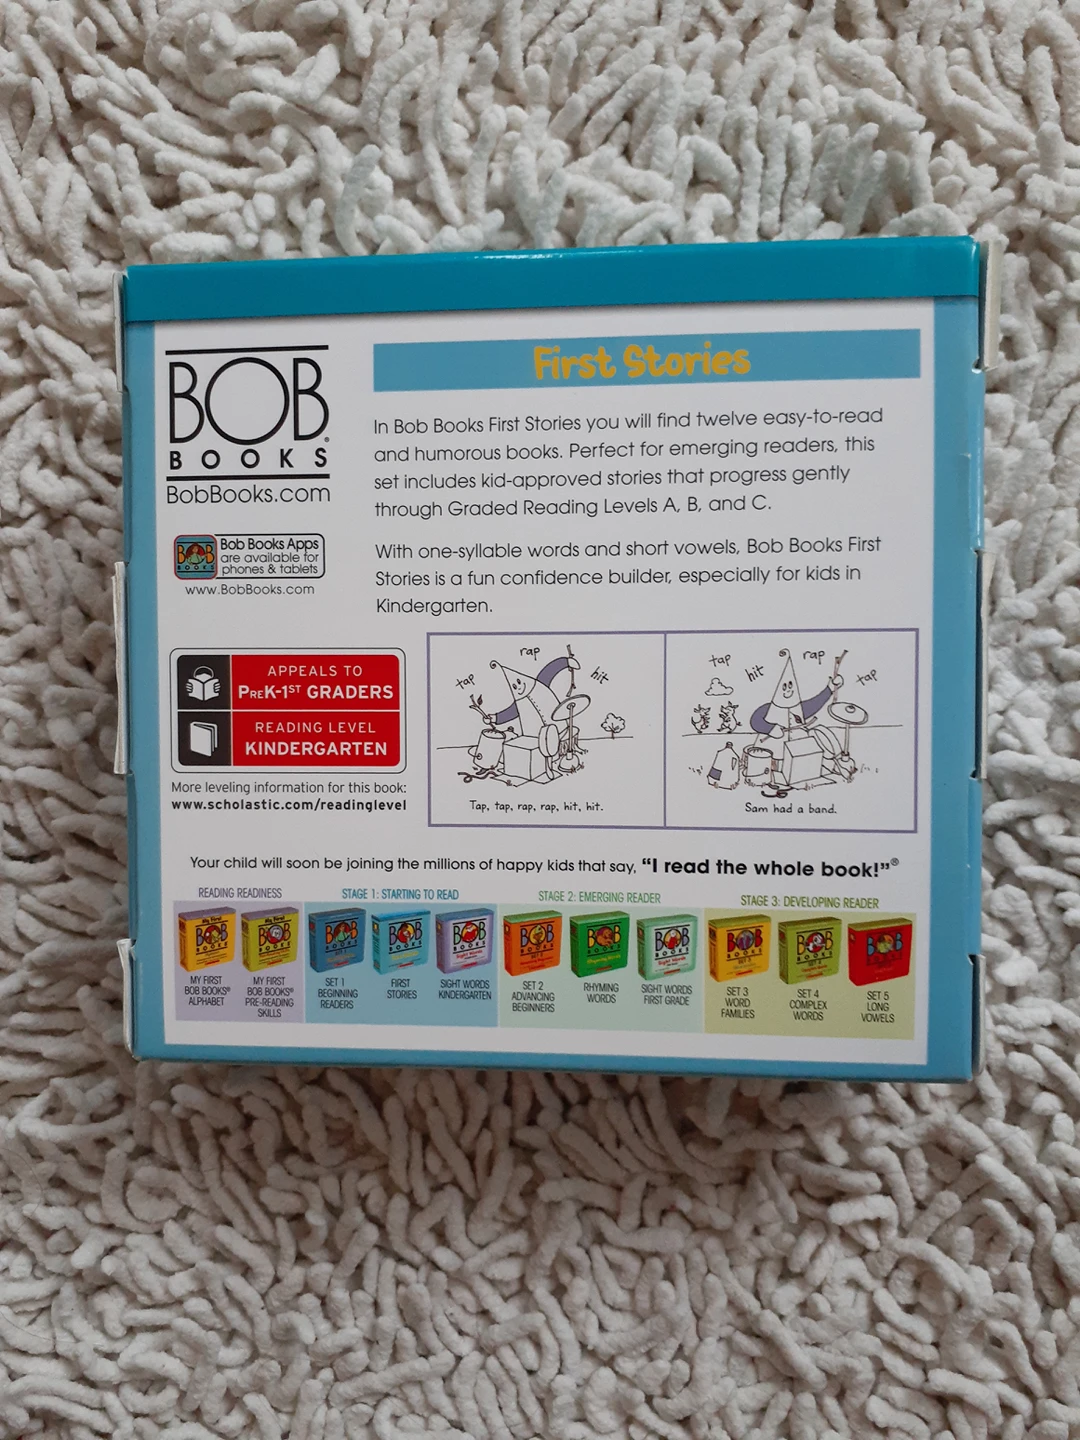 BOB
BOOKS®
BobBooks.com
Bob Books Apps
are available for
phones & tablets
www.BobBooks.com
First Stories
In Bob Books First Stories you will find twelve easy-to-read
and humorous books. Perfect for emerging readers, this
set includes kid-approved stories that progress gently
through Graded Reading Levels A, B, and C.
With one-syllable words and short vowels, Bob Books First
Stories is a fun confidence builder, especially for kids in
Kindergarten.
APPEALS TO
PREK-1ST GRADERS
READING LEVEL
KINDERGARTEN
More leveling information for this book:
www.scholastic.com/readinglevel
tap
rap
hit
Tap, tap, rap, rap, hit, hit.
tap
hit
rap
tap
Sam had a band.
Your child will soon be joining the millions of happy kids that say, "I read the whole book!"®
READING READINESS
MY FIRST
BOB BOOKS®
ALPHABET
MY FIRST
BOB BOOKS®
PRE-READING
SKILLS
STAGE 1: STARTING TO READ
SET 1
BEGINNING
READERS
FIRST
STORIES
SIGHT WORDS
KINDERGARTEN
STAGE 2: EMERGING READER
SET 2
ADVANCING
BEGINNERS
RHYMING
WORDS
SIGHT WORDS
FIRST GRADE
STAGE 3: DEVELOPING READER
SET 3
WORD
FAMILIES
SET 4
COMPLEX
WORDS
SET 5
LONG
VOWELS